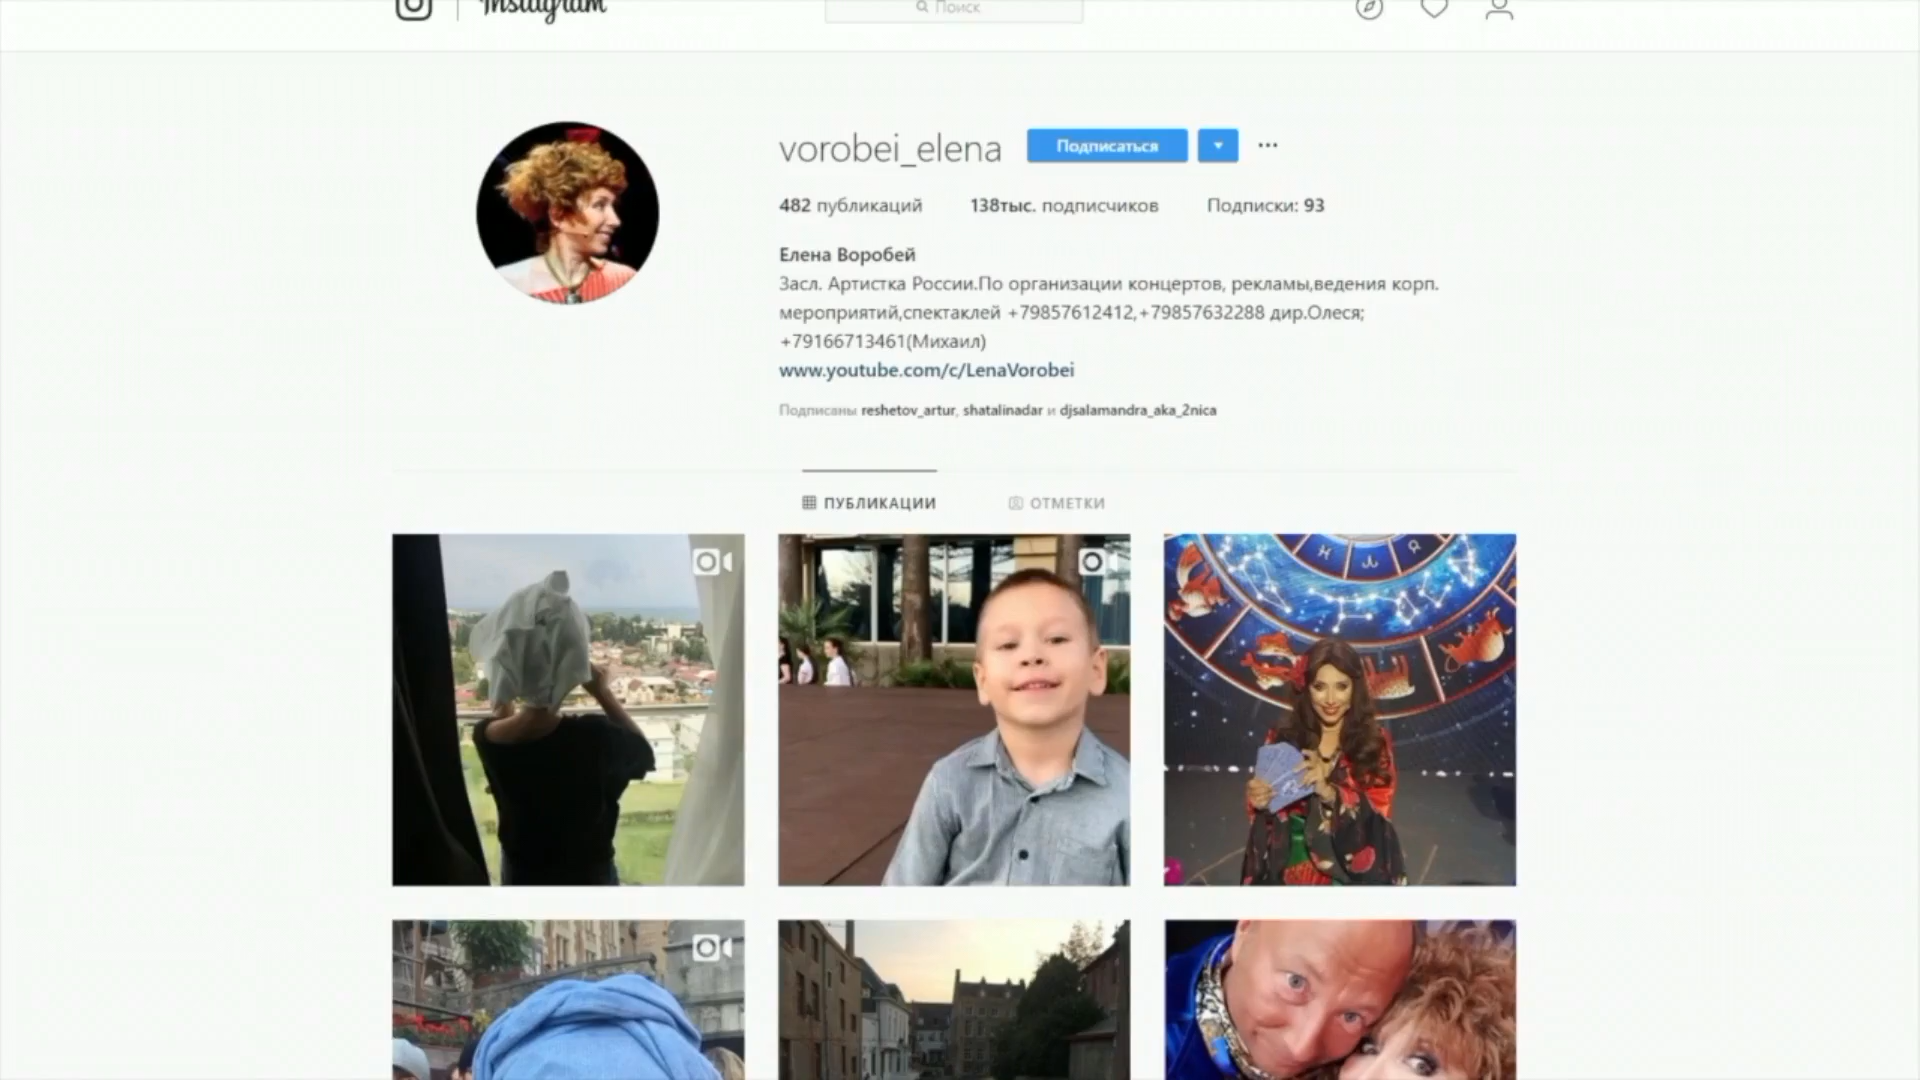 Instagram
Поиск
vorobei_elena
Подписаться
482 публикаций 138тыс. подписчиков Подписки: 93
Елена Воробей
Засл. Артистка России.По организации концертов, рекламы,ведения корп.
мероприятий,спектаклей +79857612412,+79857632288 дир.Олеся;
+79166713461(Михаил)
www.youtube.com/c/LenaVorobei
Подписаны reshetov_artur, shatalinadar и djsalamandra_aka_2nica
ПУБЛИКАЦИИ
ОТМЕТКИ